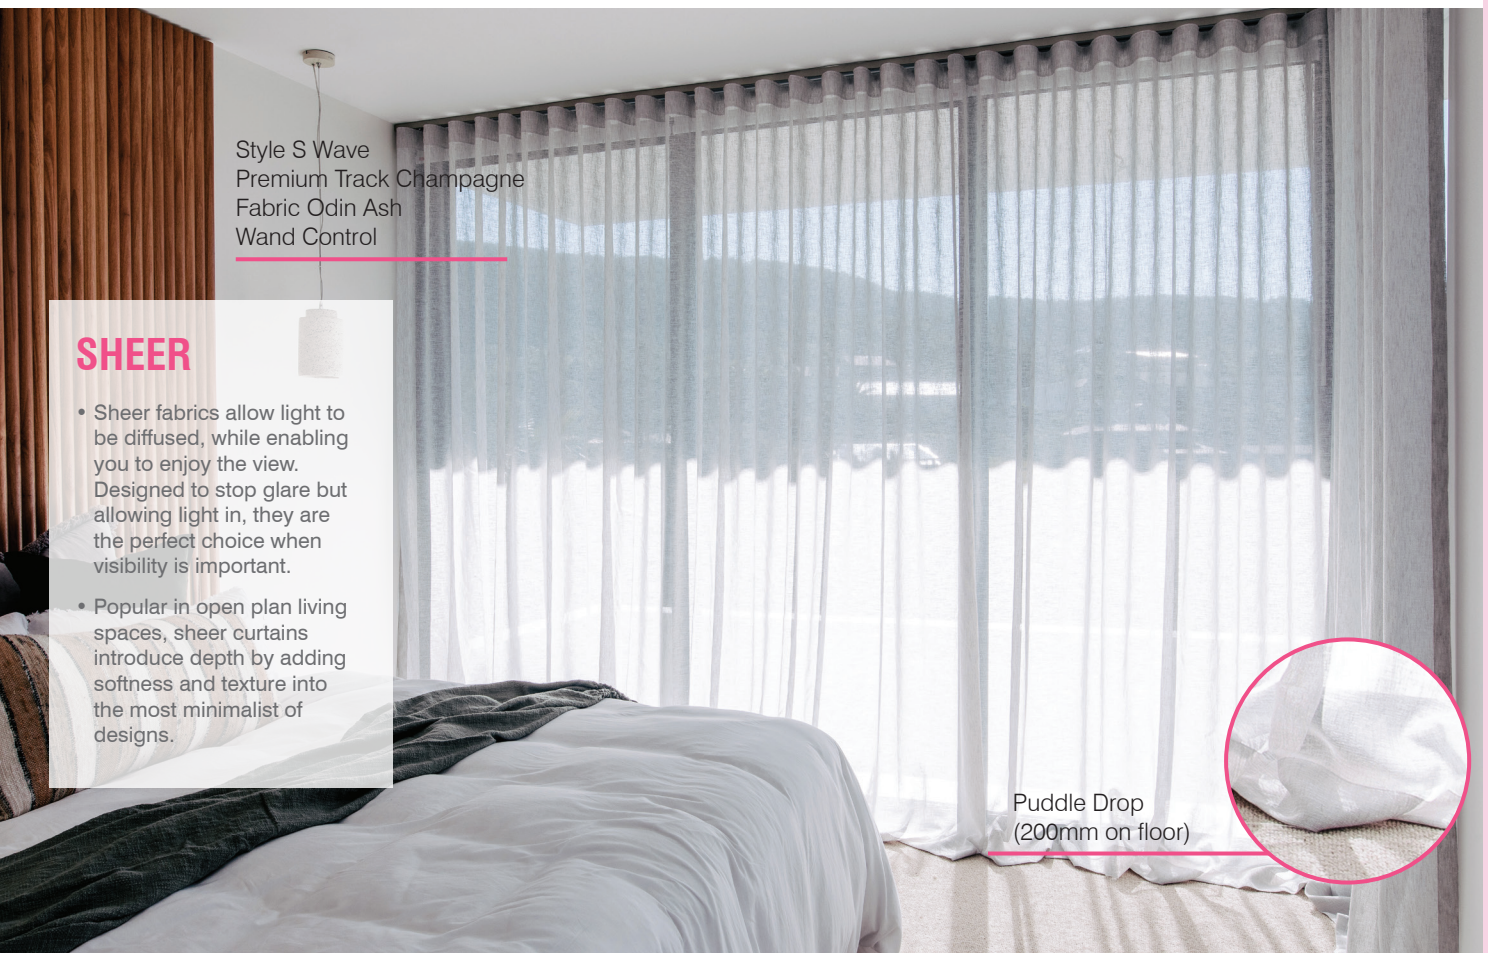 Style S Wave
Premium Track Champagne
Fabric Odin Ash
Wand Control
SHEER
• Sheer fabrics allow light to
be diffused, while enabling
you to enjoy the view.
Designed to stop glare but
allowing light in, they are
the perfect choice when
visibility is important.
• Popular in open plan living
spaces, sheer curtains
introduce depth by adding
softness and texture into
the most minimalist of
designs.
Puddle Drop
(200mm on floor)